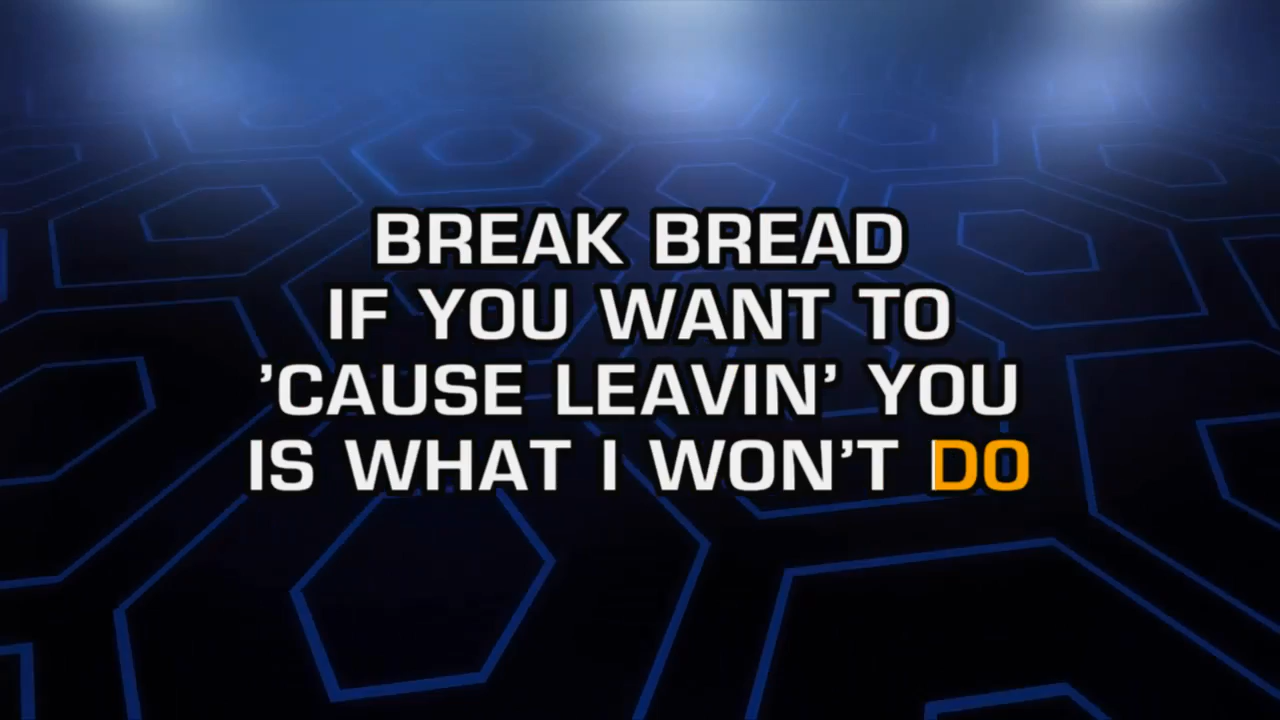 BREAK BREAD
IF YOU WANT TO
’CAUSE LEAVIN’ YOU
IS WHAT I WON’T DO